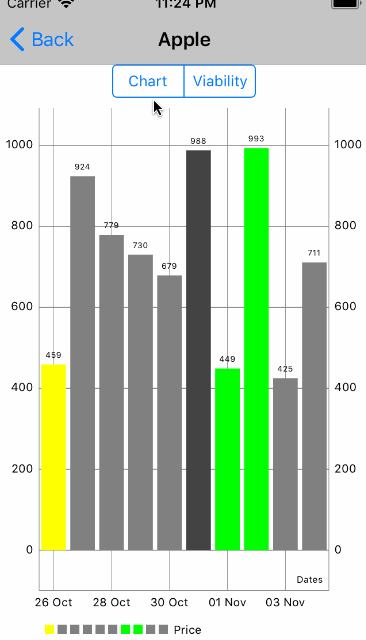 Carrier 11:24 PM
Back Apple
Chart Viability
1000 1000
800 800
600 600
400 400
200 200
0 0
459 924 779 730 679 988 449 993 425 711
Dates
26 Oct 28 Oct 30 Oct 01 Nov 03 Nov
Price